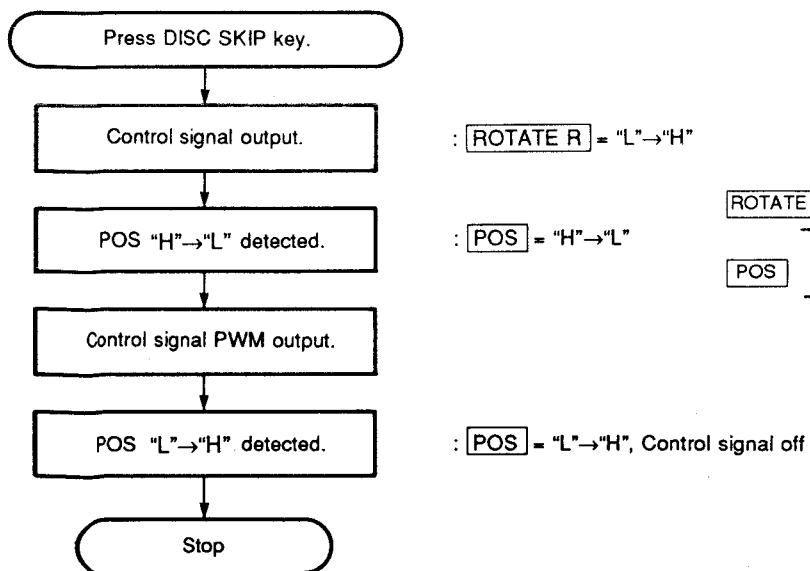 Press DISC SKIP key.
Control signal output.
: ROTATE R = “L”→“H”
POS “H”→“L” detected.
: POS = “H”→“L”
ROTATE
POS
Control signal PWM output.
POS “L”→“H” detected.
: POS = “L”→“H”, Control signal off
Stop